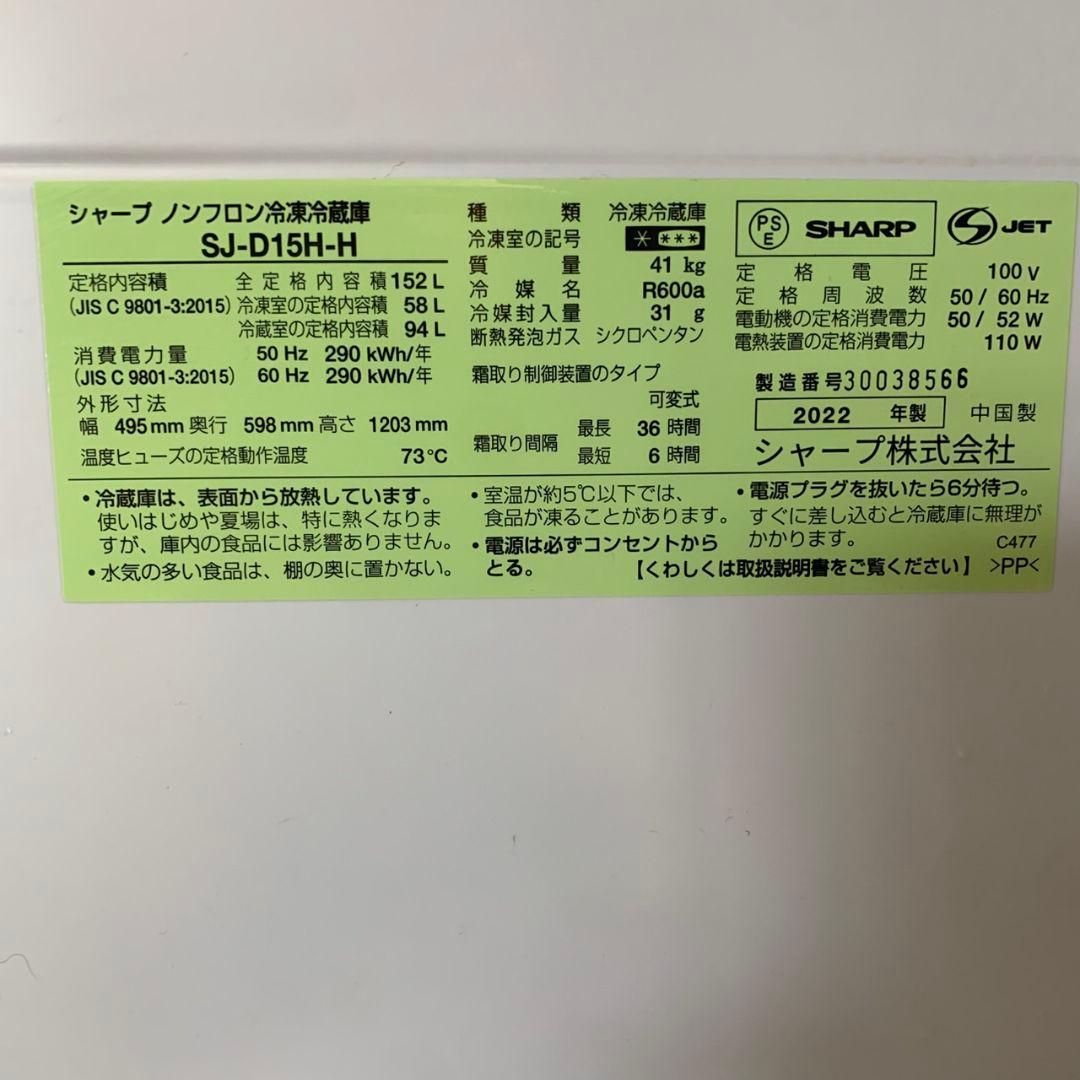 シャープ ノンフロン冷凍冷蔵庫
SJ-D15H-H
定格内容積 全定格内容積 152 L
(JIS C 9801-3:2015) 冷凍室の定格内容積 58 L
冷蔵室の定格内容積 94 L
消費電力量 50 Hz 290 kWh/年
(JIS C 9801-3:2015) 60 Hz 290 kWh/年
外形寸法
幅 495 mm 奥行 598 mm 高さ 1203 mm
温度ヒューズの定格動作温度 73℃
種類 冷凍冷蔵庫
冷凍室の記号 * ***
質量 41 kg
冷媒名 R600a
冷媒封入量 31 g
断熱発泡ガス シクロペンタン
霜取り制御装置のタイプ
可変式
霜取り間隔 最長 36 時間
最短 6 時間
PSE SHARP S JET
定格電圧 100 V
定格周波数 50 / 60 Hz
電動機の定格消費電力 50 / 52 W
電熱装置の定格消費電力 110 W
製造番号 30038566
2022 年製 中国製
シャープ株式会社
・冷蔵庫は、表面から放熱しています。
使いはじめや夏場は、特に熱くなりま
すが、庫内の食品には影響ありません。
・水気の多い食品は、棚の奥に置かない。
・室温が約5℃以下では、
食品が凍ることがあります。
・電源は必ずコンセントから
とる。
・電源プラグを抜いたら6分待つ。
すぐに差し込むと冷蔵庫に無理が
かかります。 C477
【くわしくは取扱説明書をご覧ください】 >PP<